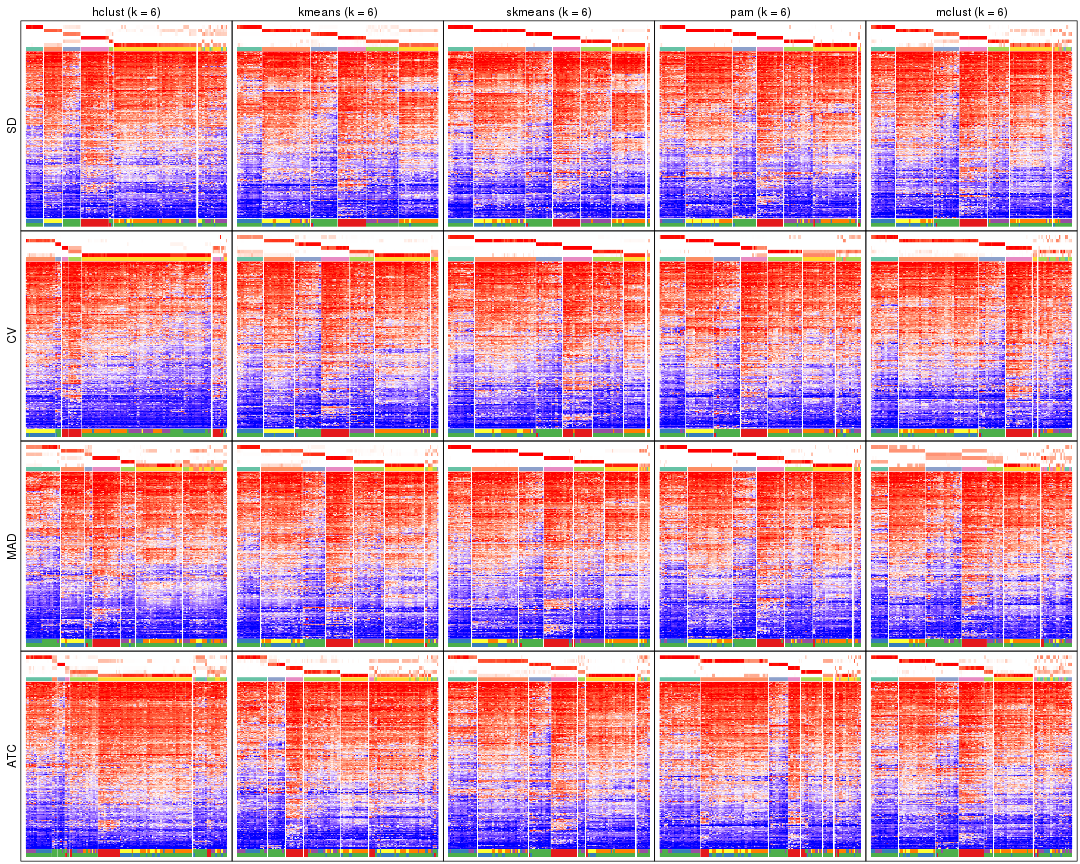 hclust (k = 6)
kmeans (k = 6)
skmeans (k = 6)
pam (k = 6)
mclust (k = 6)
SD
CV
MAD
ATC